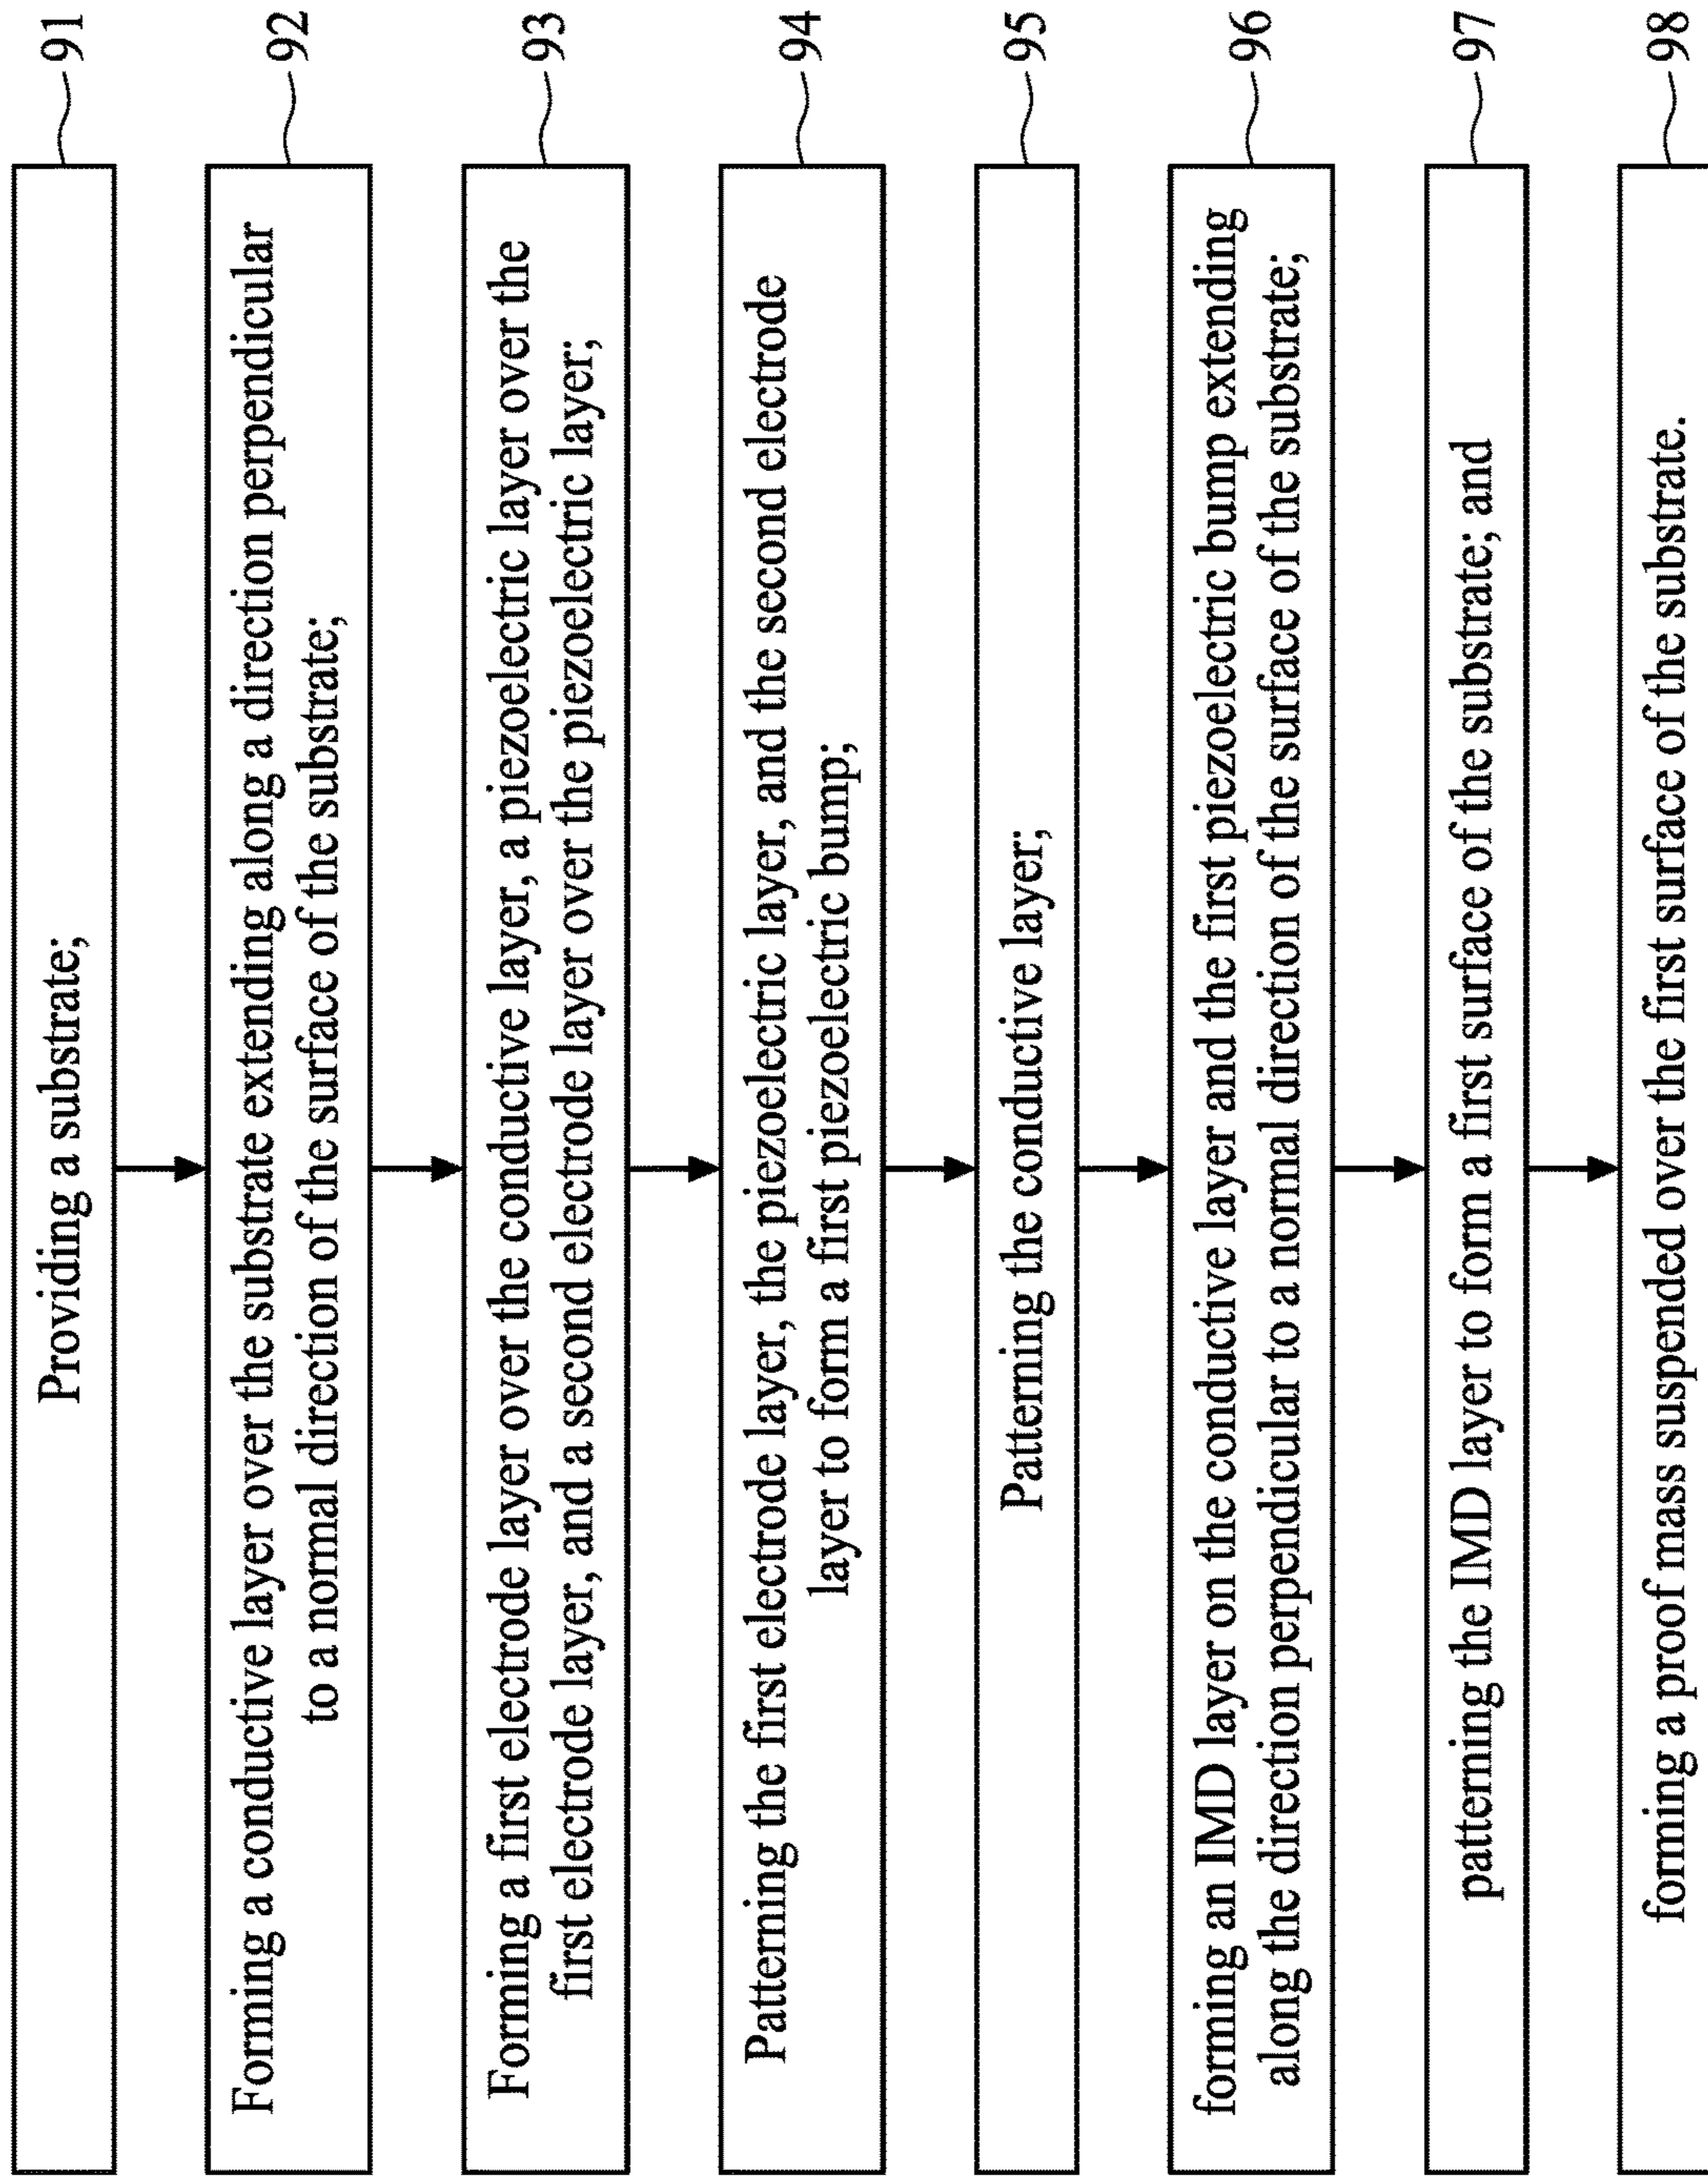 Providing a substrate;
91
Forming a conductive layer over the substrate extending along a direction perpendicular
to a normal direction of the surface of the substrate;
92
Forming a first electrode layer over the conductive layer, a piezoelectric layer over the
first electrode layer, and a second electrode layer over the piezoelectric layer;
93
Patterning the first electrode layer, the piezoelectric layer, and the second electrode
layer to form a first piezoelectric bump;
94
Patterning the conductive layer;
95
forming an IMD layer on the conductive layer and the first piezoelectric bump extending
along the direction perpendicular to a normal direction of the surface of the substrate;
96
patterning the IMD layer to form a first surface of the substrate; and
97
forming a proof mass suspended over the first surface of the substrate.
98